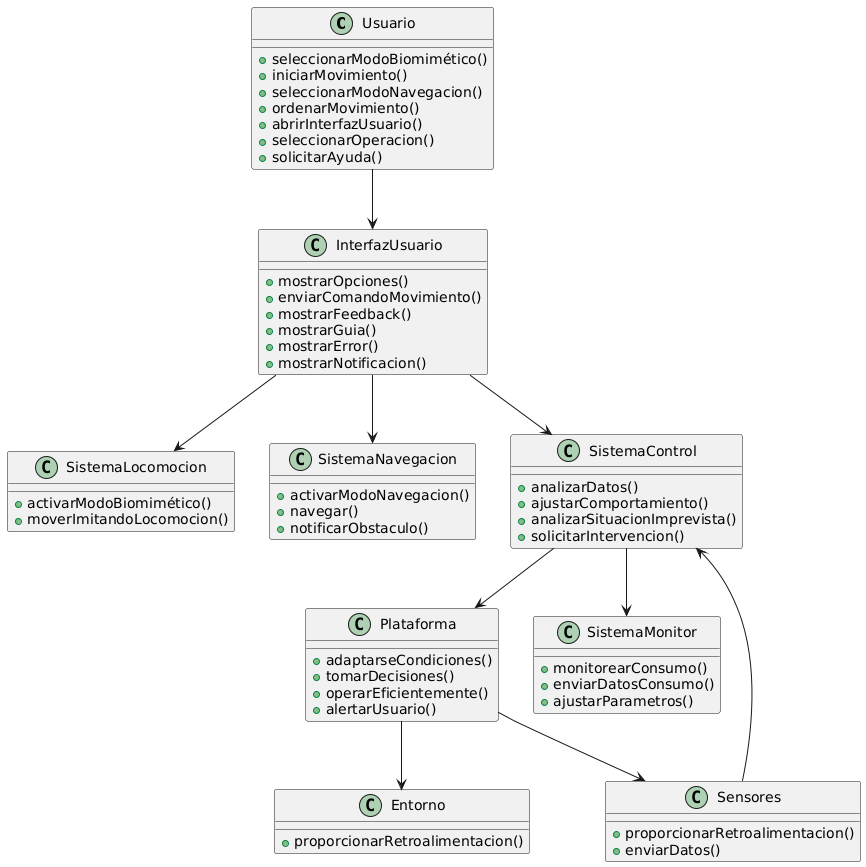 C Usuario
seleccionarModoBiomimético()
iniciarMovimiento()
seleccionarModoNavegacion()
ordenarMovimiento()
abrirInterfazUsuario()
seleccionarOperacion()
solicitarAyuda()
C InterfazUsuario
mostrarOpciones()
enviarComandoMovimiento()
mostrarFeedback()
mostrarGuia()
mostrarError()
mostrarNotificacion()
C SistemaLocomocion
activarModoBiomimético()
moverImitandoLocomocion()
C SistemaNavegacion
activarModoNavegacion()
navegar()
notificarObstaculo()
C SistemaControl
analizarDatos()
ajustarComportamiento()
analizarSituacionImprevista()
solicitarIntervencion()
C Plataforma
adaptarseCondiciones()
tomarDecisiones()
operarEficientemente()
alertarUsuario()
C SistemaMonitor
monitorearConsumo()
enviarDatosConsumo()
ajustarParametros()
C Entorno
proporcionarRetroalimentacion()
C Sensores
proporcionarRetroalimentacion()
enviarDatos()